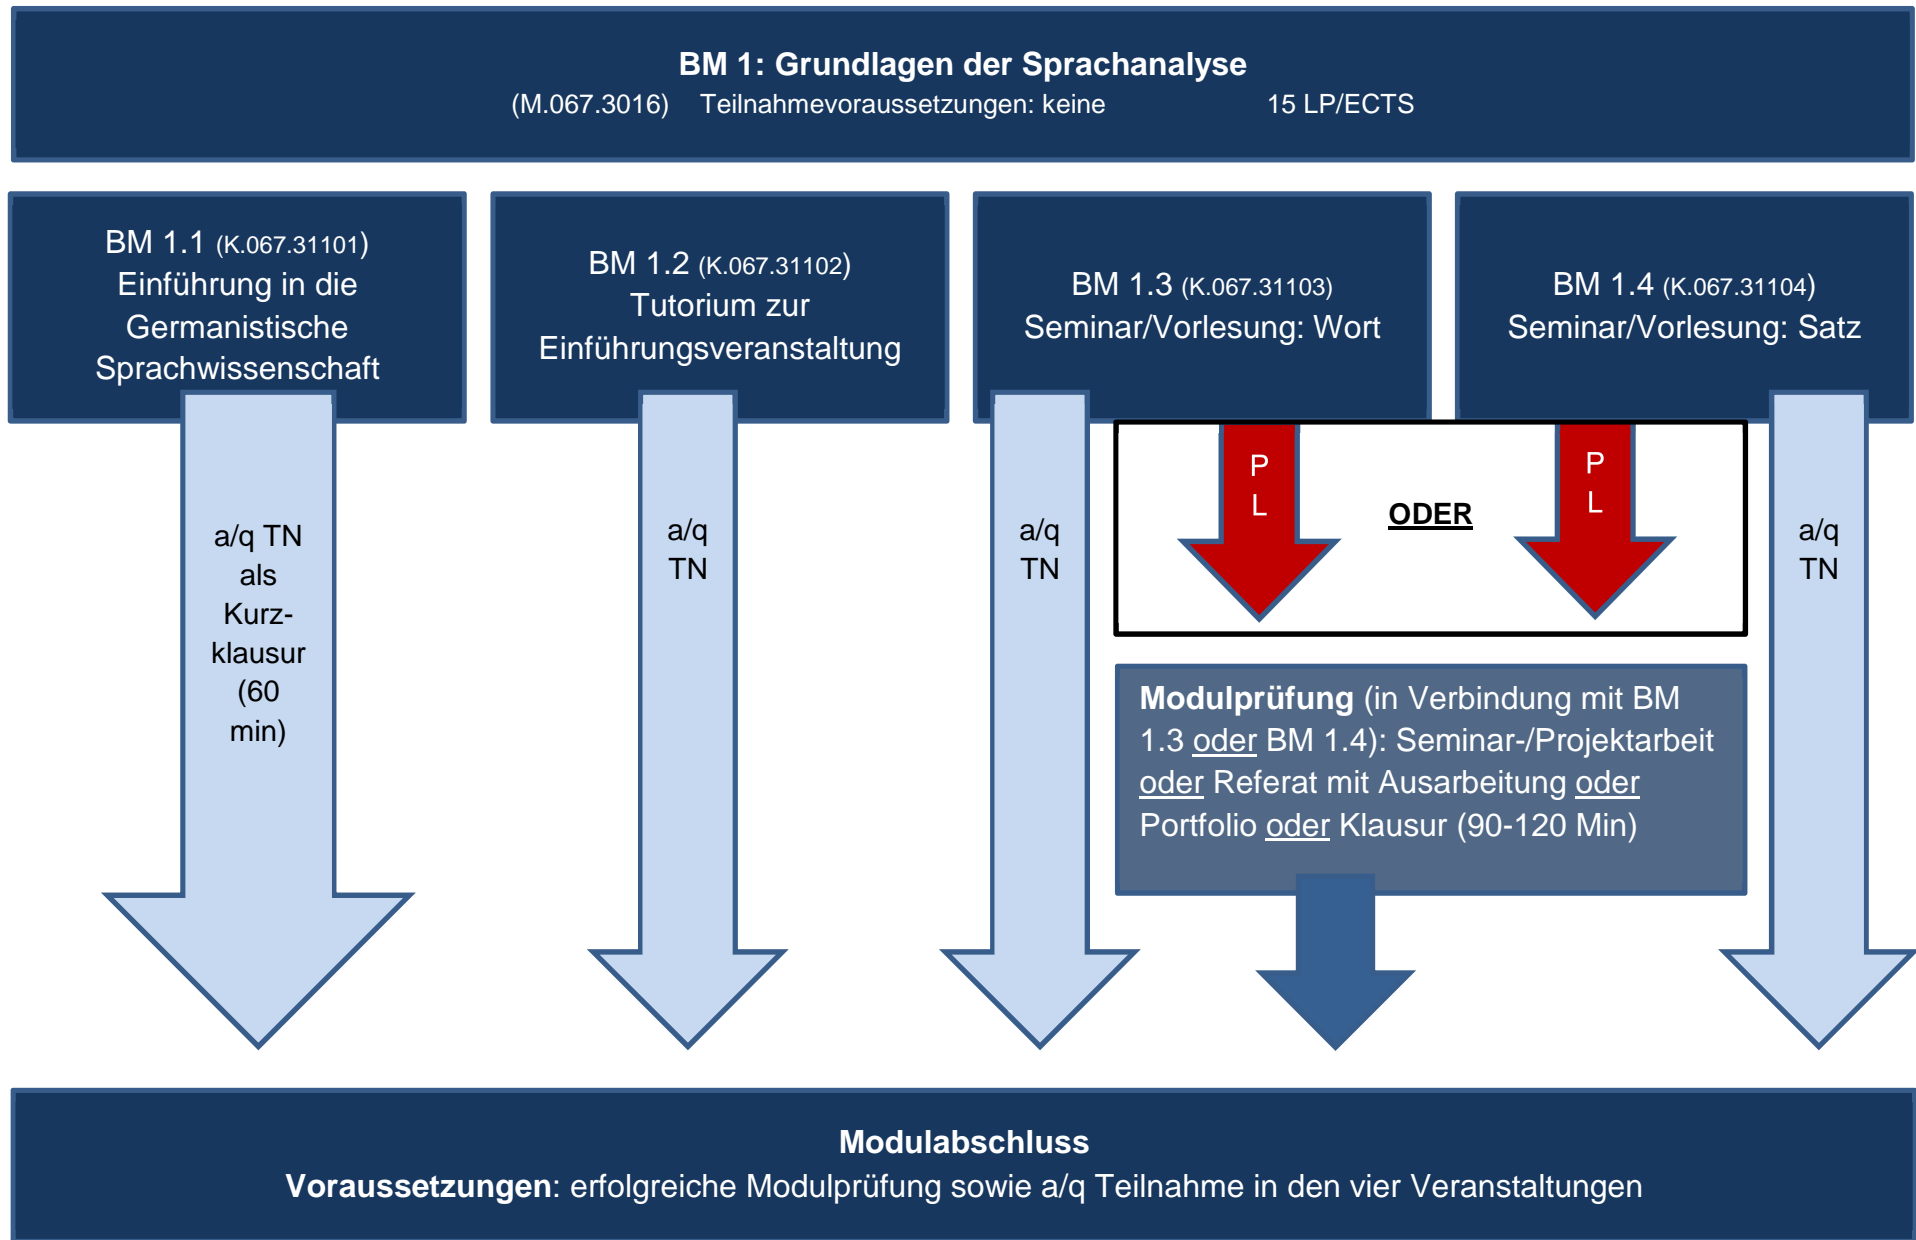 BM 1: Grundlagen der Sprachanalyse
(M.067.3016) Teilnahmevoraussetzungen: keine 15 LP/ECTS
BM 1.1 (K.067.31101)
Einführung in die
Germanistische
Sprachwissenschaft
BM 1.2 (K.067.31102)
Tutorium zur
Einführungsveranstaltung
BM 1.3 (K.067.31103)
Seminar/Vorlesung: Wort
BM 1.4 (K.067.31104)
Seminar/Vorlesung: Satz
a/q TN
als
Kurz-
klausur
(60
min)
a/q
TN
a/q
TN
P
L
ODER
P
L
a/q
TN
Modulprüfung (in Verbindung mit BM
1.3 oder BM 1.4): Seminar-/Projektarbeit
oder Referat mit Ausarbeitung oder
Portfolio oder Klausur (90-120 Min)
Modulabschluss
Voraussetzungen: erfolgreiche Modulprüfung sowie a/q Teilnahme in den vier Veranstaltungen